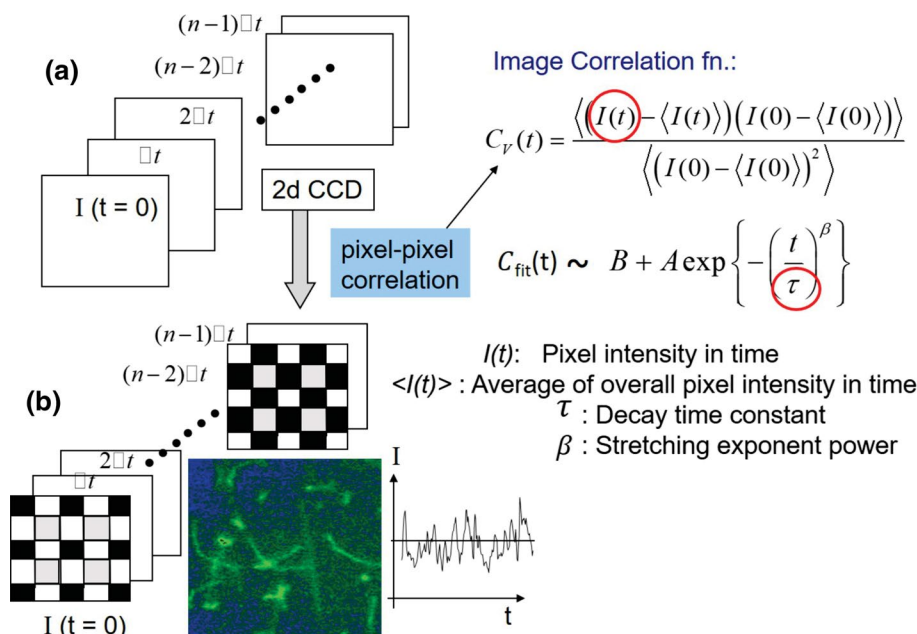 (a)
(n−1)□t
(n−2)□t
2□t
□t
I (t = 0)
2d CCD
pixel-pixel
correlation
Image Correlation fn.:
C_V(t) = ⟨(I(t)−⟨I(t)⟩)(I(0)−⟨I(0)⟩)⟩ / ⟨(I(0)−⟨I(0)⟩)²⟩
C_fit(t) ~ B + A exp{−(t/τ)^β}
I(t): Pixel intensity in time
<I(t)> : Average of overall pixel intensity in time
τ : Decay time constant
β : Stretching exponent power
(b)
(n−1)□t
(n−2)□t
2□t
□t
I (t = 0)
I
t